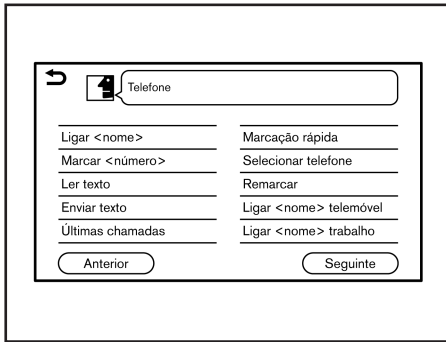 Telefone
Ligar <nome>
Marcar <número>
Ler texto
Enviar texto
Últimas chamadas
Marcação rápida
Selecionar telefone
Remarcar
Ligar <nome> telemóvel
Ligar <nome> trabalho
Anterior
Seguinte